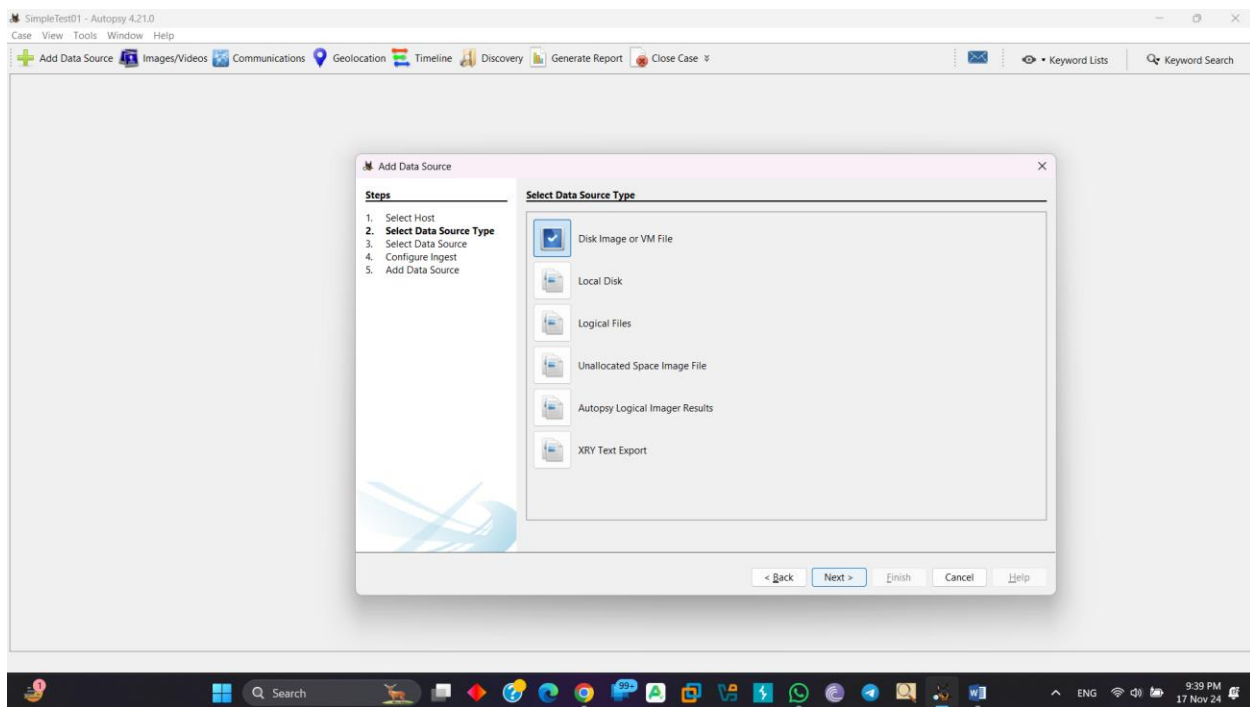 SimpleTest01 - Autopsy 4.21.0
Case View Tools Window Help
Add Data Source Images/Videos Communications Geolocation Timeline Discovery Generate Report Close Case Keyword Lists Keyword Search
Add Data Source
Steps
1. Select Host
2. Select Data Source Type
3. Select Data Source
4. Configure Ingest
5. Add Data Source
Select Data Source Type
Disk Image or VM File
Local Disk
Logical Files
Unallocated Space Image File
Autopsy Logical Imager Results
XRY Text Export
< Back Next > Finish Cancel Help
1
Search
99+
ENG
9:39 PM
17 Nov 24